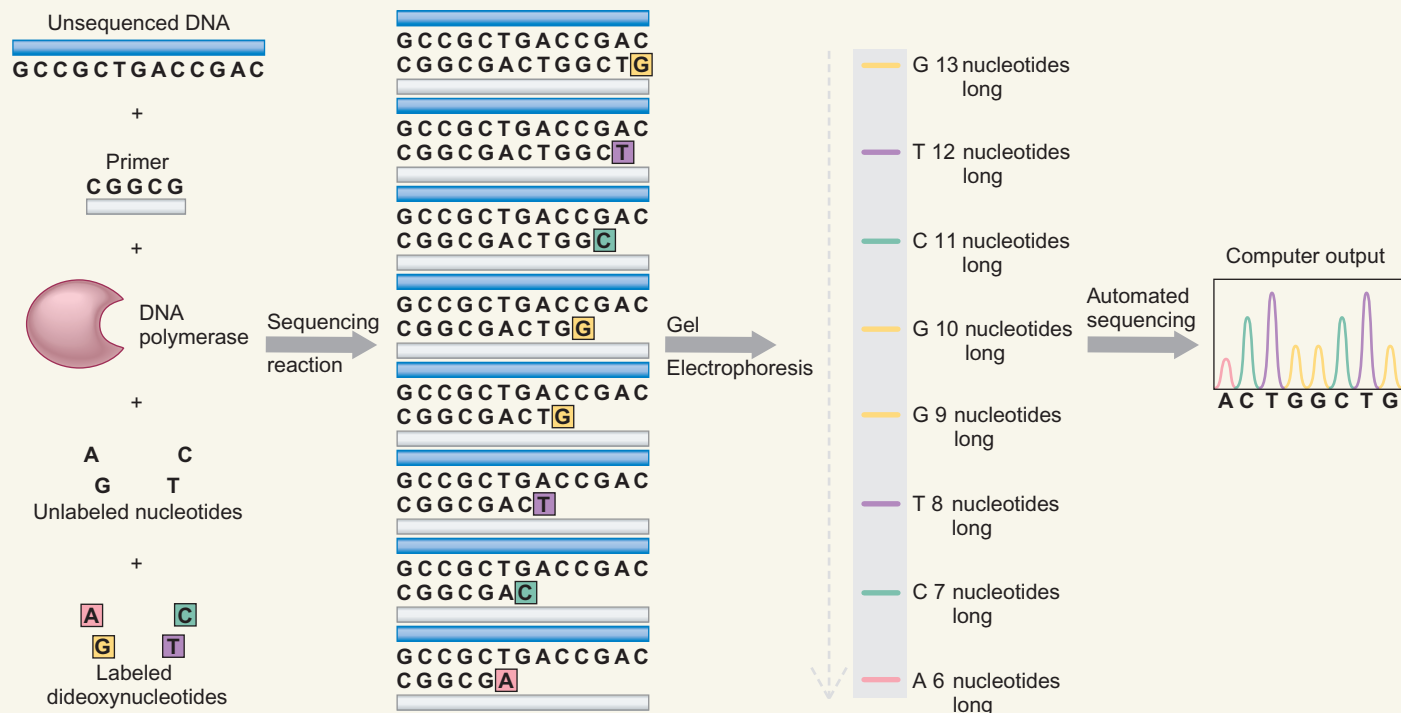 Unsequenced DNA
GCCGCTGACCGAC
+
Primer
CGGCG
+
DNA
polymerase
+
A C
G T
Unlabeled nucleotides
+
A C
G T
Labeled
dideoxynucleotides
Sequencing
reaction
GCCGCTGACCGAC
CGGCGACTGGCTG
GCCGCTGACCGAC
CGGCGACTGGCT
GCCGCTGACCGAC
CGGCGACTGGC
GCCGCTGACCGAC
CGGCGACTGG
GCCGCTGACCGAC
CGGCGACTG
GCCGCTGACCGAC
CGGCGACT
GCCGCTGACCGAC
CGGCGAC
GCCGCTGACCGAC
CGGCGA
Gel
Electrophoresis
G 13 nucleotides
long
T 12 nucleotides
long
C 11 nucleotides
long
G 10 nucleotides
long
G 9 nucleotides
long
T 8 nucleotides
long
C 7 nucleotides
long
A 6 nucleotides
long
Automated
sequencing
Computer output
ACTGGCTG